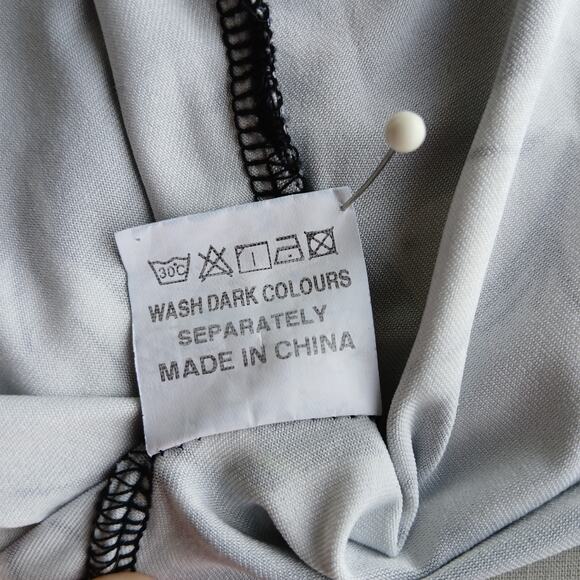 30°C
WASH DARK COLOURS
SEPARATELY
MADE IN CHINA